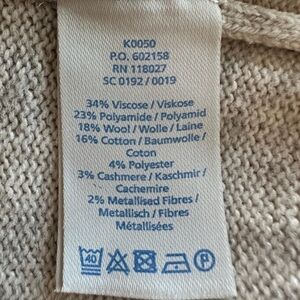 K0050
P.O. 602158
RN 118027
SC 0192 / 0019
34% Viscose / Viskose
23% Polyamide / Polyamid
18% Wool / Wolle / Laine
16% Cotton / Baumwolle /
Coton
4% Polyester
3% Cashmere / Kaschmir /
Cachemire
2% Metallised Fibres /
Metallisch / Fibres
Métallisées
40 P